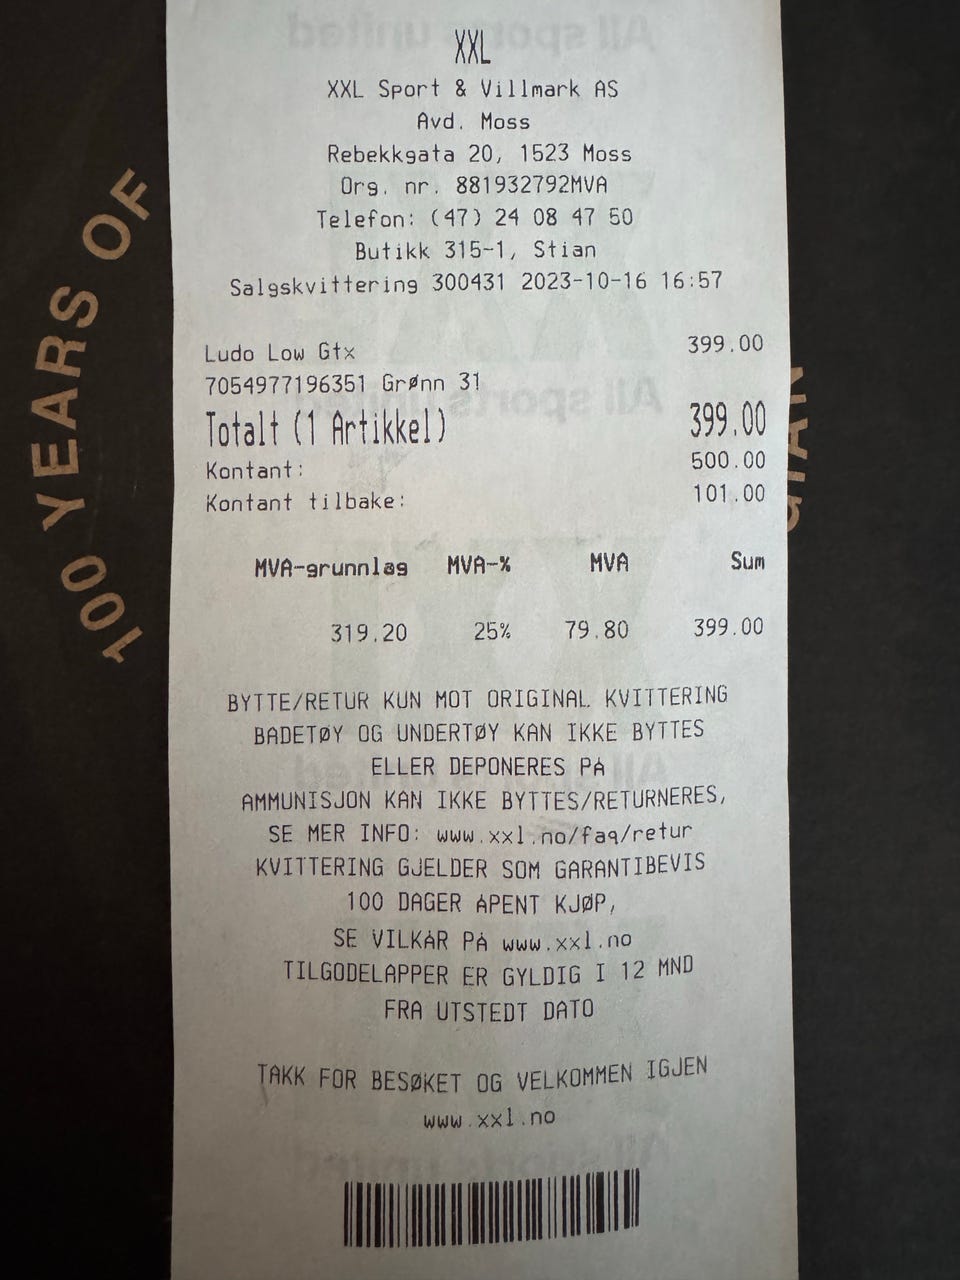 XXL
XXL Sport & Villmark AS
Avd. Moss
Rebekkgata 20, 1523 Moss
Org. nr. 881932792MVA
Telefon: (47) 24 08 47 50
Butikk 315-1, Stian
Salgskvittering 300431 2023-10-16 16:57
Ludo Low Gtx 399.00
7054977196351 Grønn 31
Totalt (1 Artikkel) 399.00
Kontant: 500.00
Kontant tilbake: 101.00
MVA-grunnlag MVA-% MVA Sum
319.20 25% 79.80 399.00
BYTTE/RETUR KUN MOT ORIGINAL KVITTERING
BADETØY OG UNDERTØY KAN IKKE BYTTES
ELLER DEPONERES PÅ
AMMUNISJON KAN IKKE BYTTES/RETURNERES,
SE MER INFO: www.xxl.no/faq/retur
KVITTERING GJELDER SOM GARANTIBEVIS
100 DAGER ÅPENT KJØP,
SE VILKÅR PÅ www.xxl.no
TILGODELAPPER ER GYLDIG I 12 MND
FRA UTSTEDT DATO
TAKK FOR BESØKET OG VELKOMMEN IGJEN
www.xxl.no
100 YEARS OF